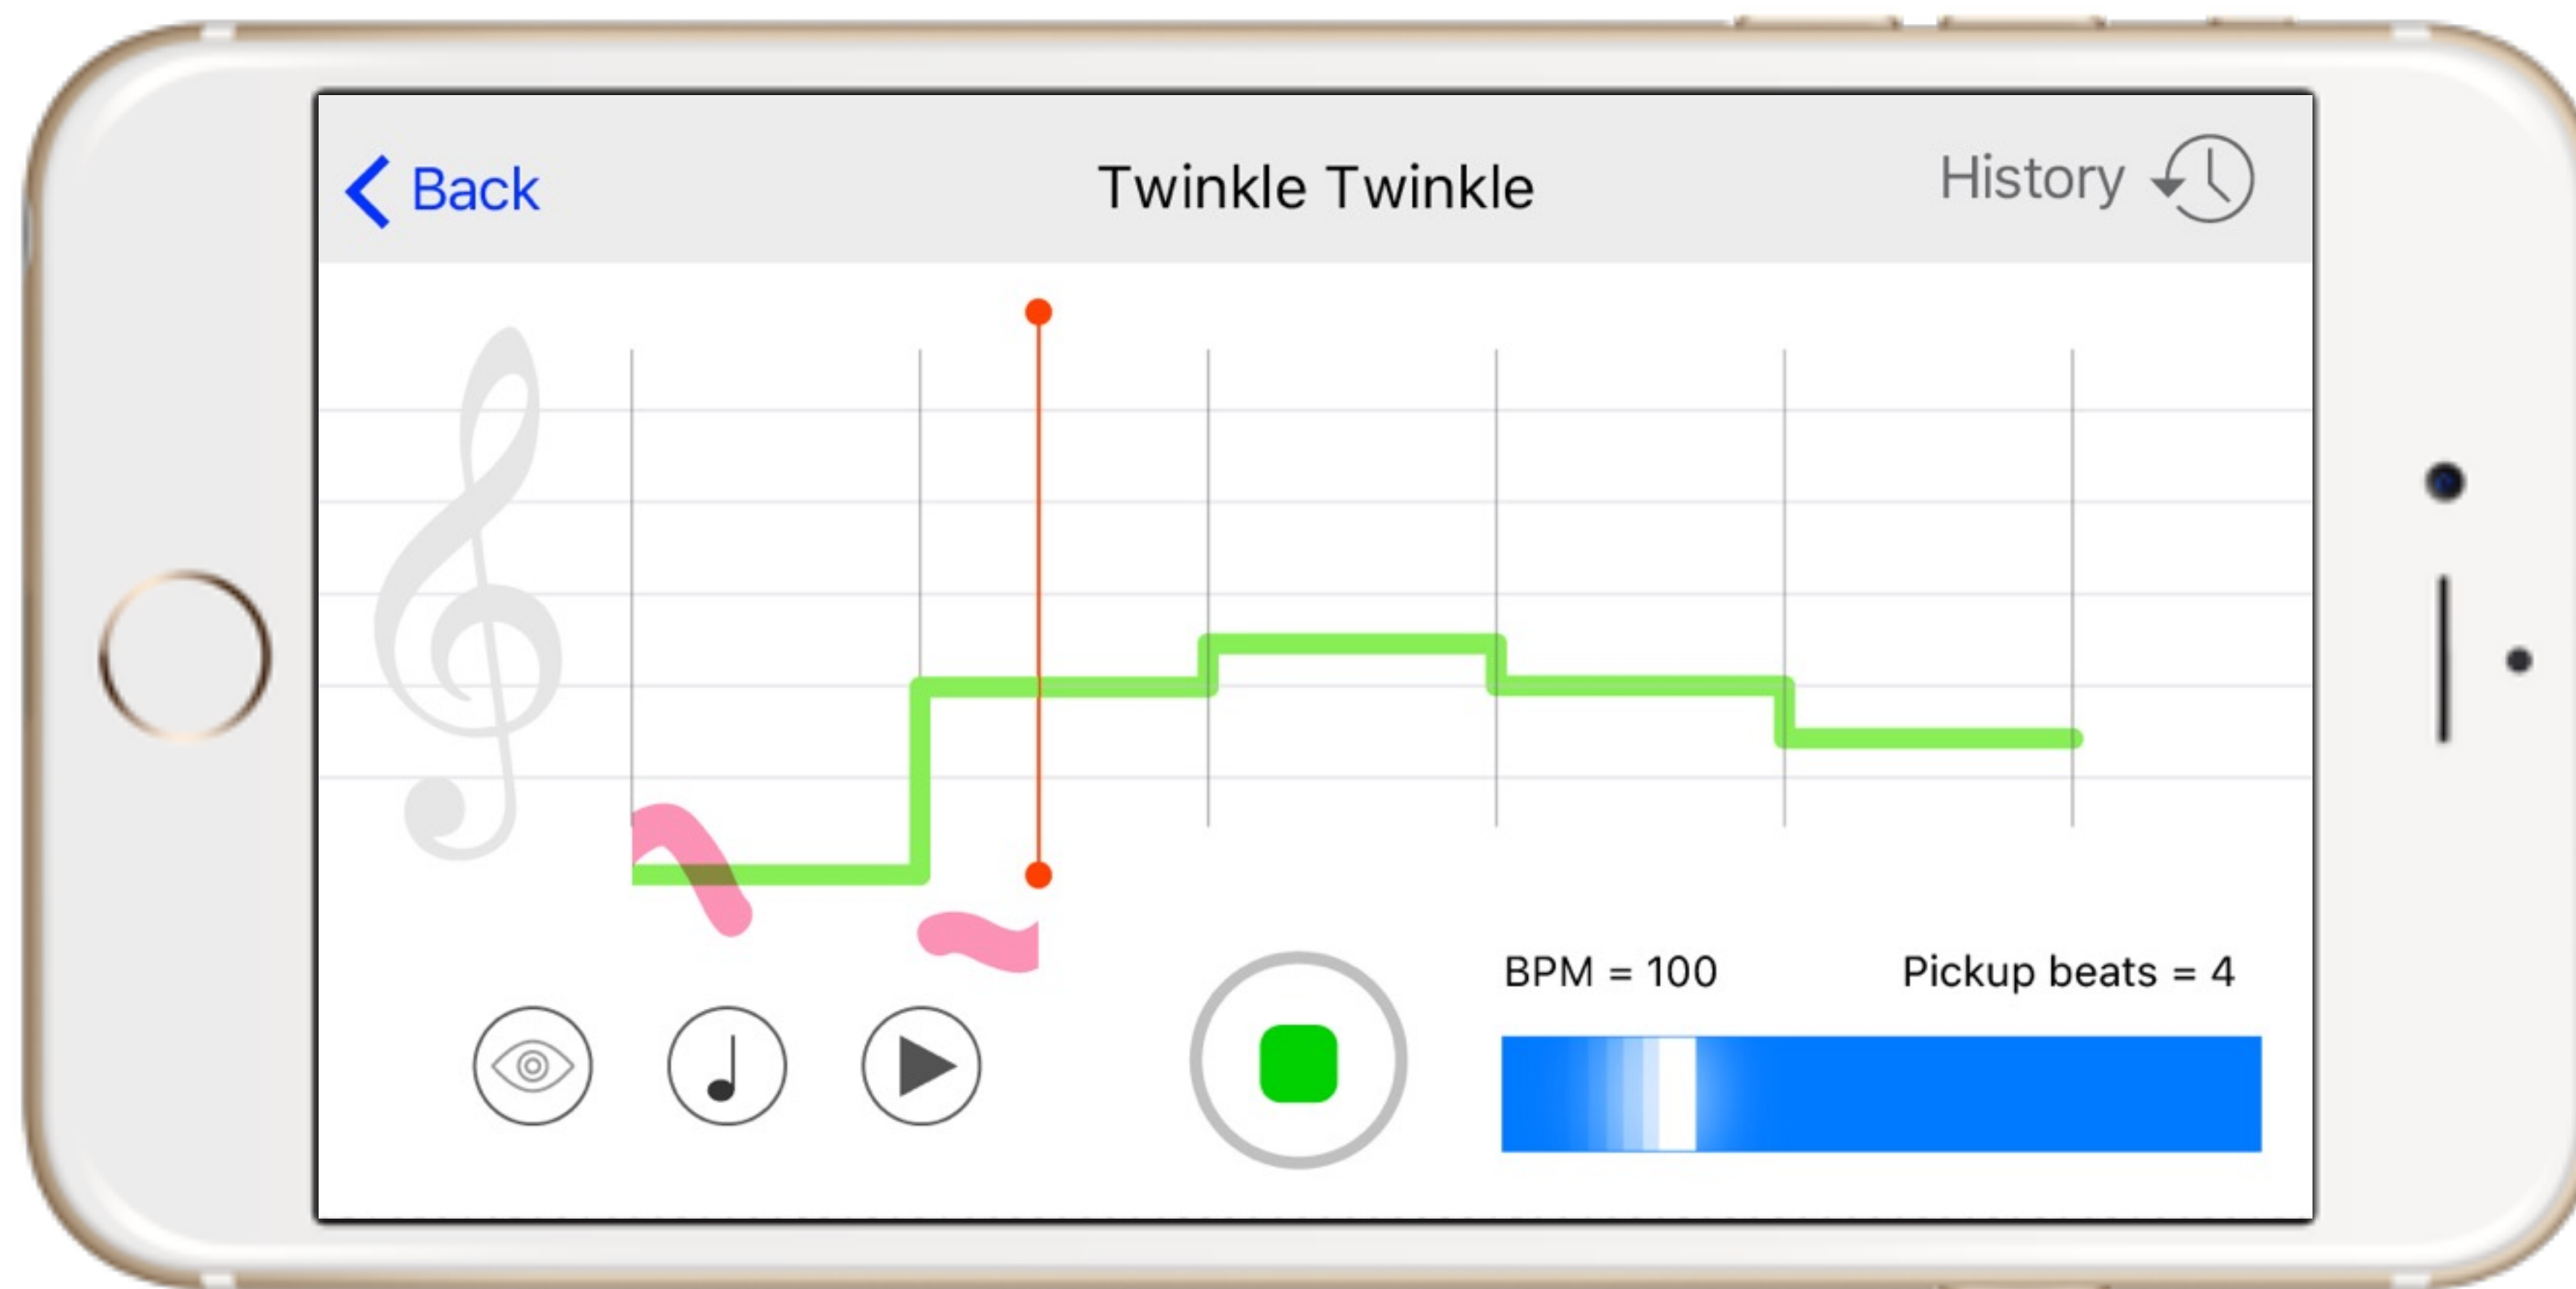 Back
Twinkle Twinkle
History
BPM = 100
Pickup beats = 4